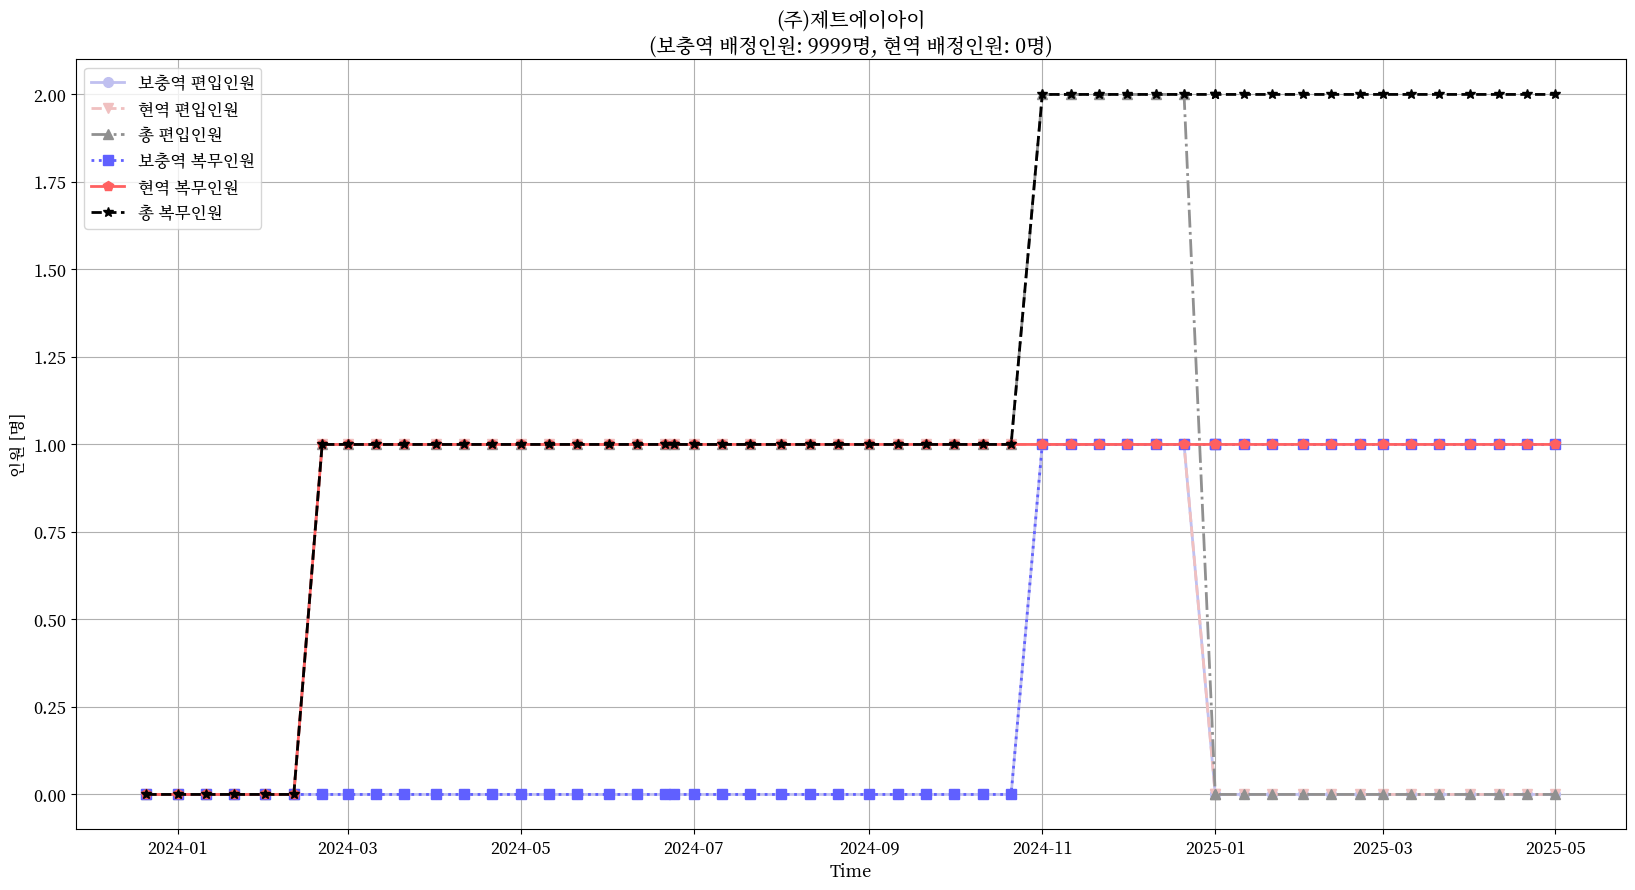 (주)제트에이아이
(보충역 배정인원: 9999명, 현역 배정인원: 0명)
보충역 편입인원
현역 편입인원
총 편입인원
보충역 복무인원
현역 복무인원
총 복무인원
2.00
1.75
1.50
1.25
1.00
0.75
0.50
0.25
0.00
인원 [명]
2024-01 2024-03 2024-05 2024-07 2024-09 2024-11 2025-01 2025-03 2025-05
Time